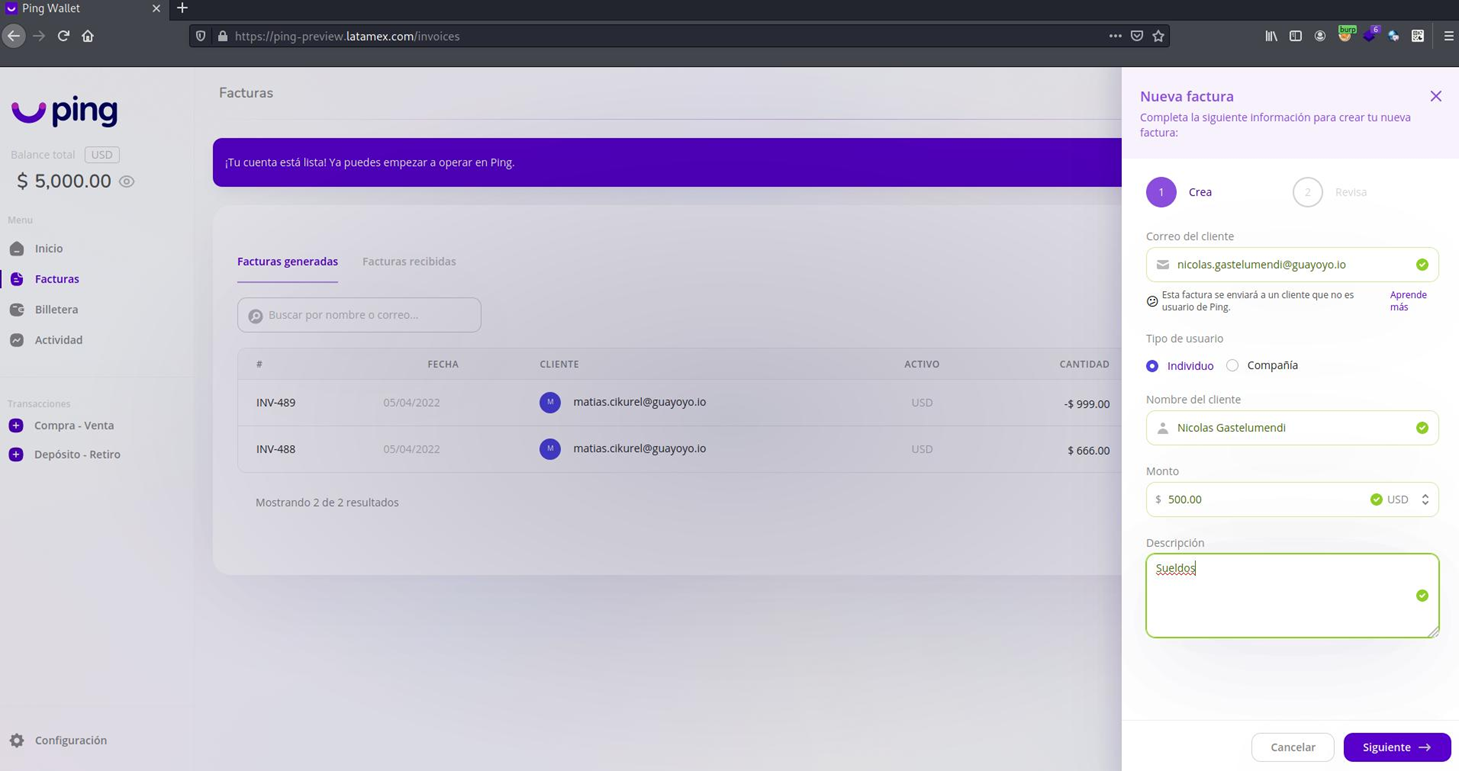 Ping Wallet
https://ping-preview.latamex.com/invoices
burp
6
ping
Balance total USD
$ 5,000.00
Menu
Inicio
Facturas
Billetera
Actividad
Transacciones
Compra - Venta
Depósito - Retiro
Configuración
Facturas
¡Tu cuenta está lista! Ya puedes empezar a operar en Ping.
Facturas generadas Facturas recibidas
Buscar por nombre o correo...
# FECHA CLIENTE ACTIVO CANTIDAD
INV-489 05/04/2022 M matias.cikurel@guayoyo.io USD -$ 999.00
INV-488 05/04/2022 M matias.cikurel@guayoyo.io USD $ 666.00
Mostrando 2 de 2 resultados
Nueva factura
Completa la siguiente información para crear tu nueva
factura:
1 Crea 2 Revisa
Correo del cliente
nicolas.gastelumendi@guayoyo.io
Esta factura se enviará a un cliente que no es
usuario de Ping.
Aprende
más
Tipo de usuario
Individuo Compañía
Nombre del cliente
Nicolas Gastelumendi
Monto
$ 500.00 USD
Descripción
Sueldos
Cancelar Siguiente